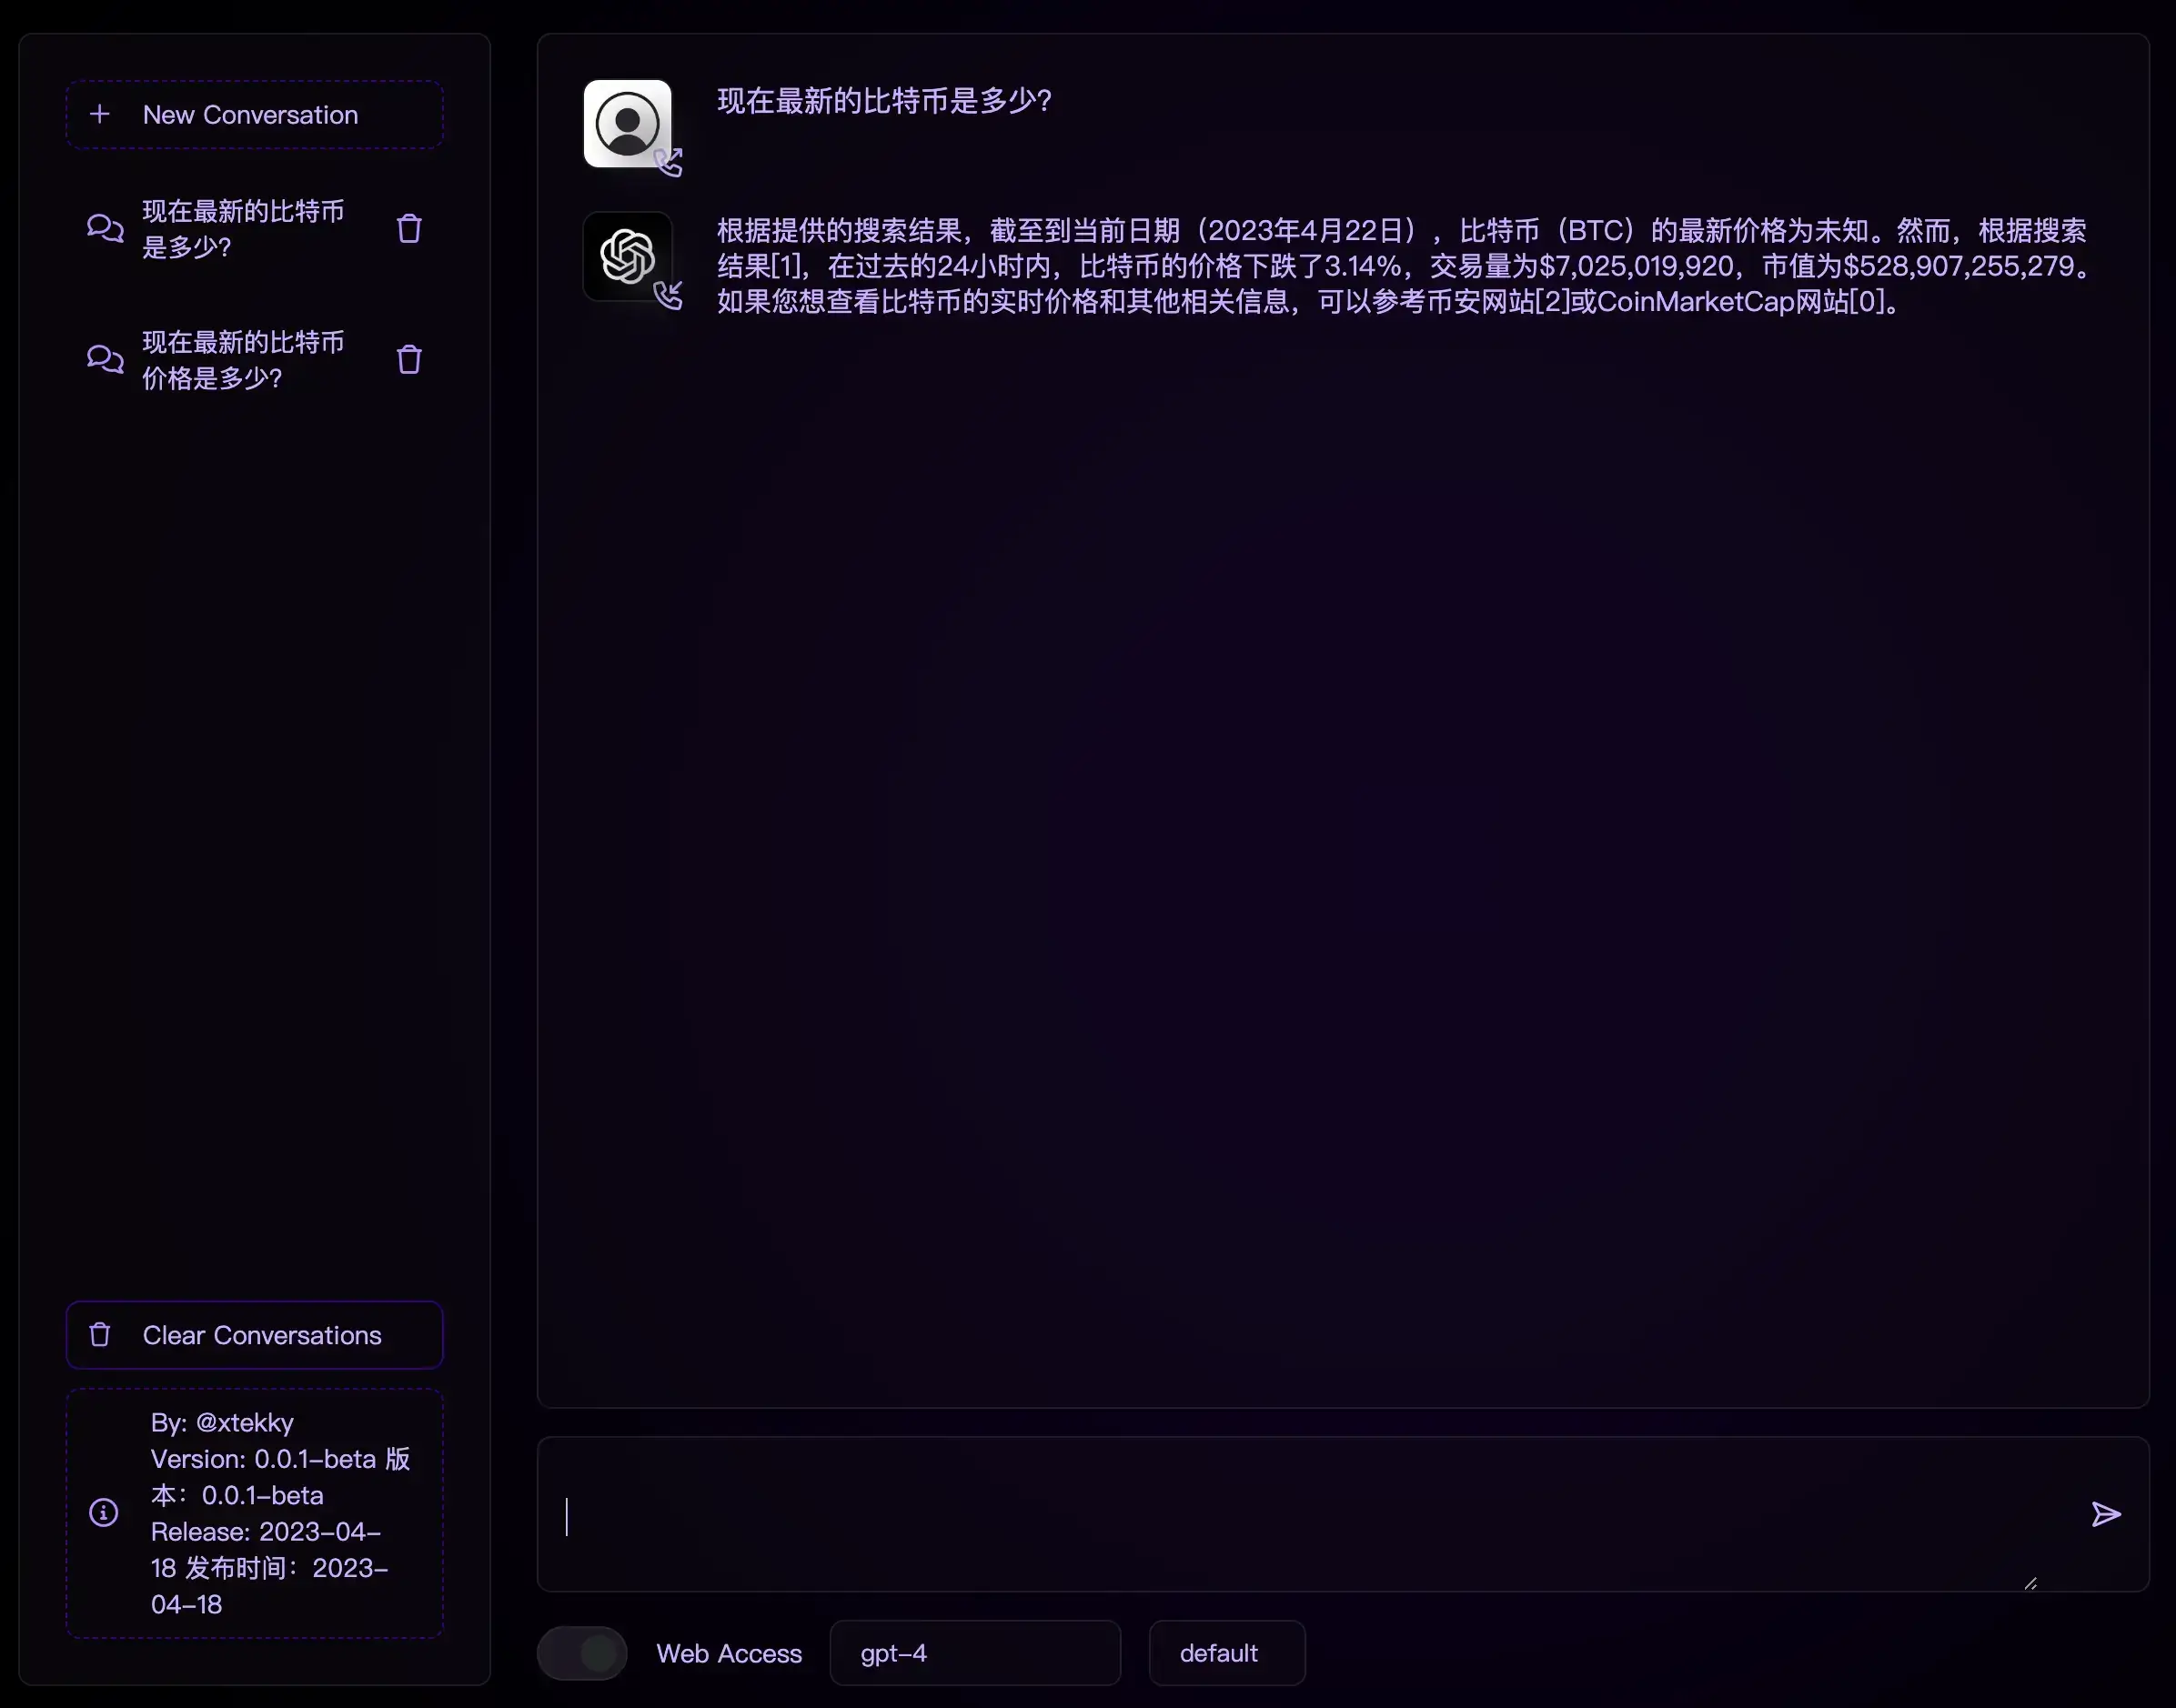 New Conversation
现在最新的比特币
是多少?
现在最新的比特币
价格是多少?
Clear Conversations
By: @xtekky
Version: 0.0.1-beta 版
本：0.0.1-beta
Release: 2023-04-
18 发布时间：2023-
04-18
现在最新的比特币是多少?
根据提供的搜索结果，截至到当前日期（2023年4月22日），比特币（BTC）的最新价格为未知。然而，根据搜索
结果[1]，在过去的24小时内，比特币的价格下跌了3.14%，交易量为$7,025,019,920，市值为$528,907,255,279。
如果您想查看比特币的实时价格和其他相关信息，可以参考币安网站[2]或CoinMarketCap网站[0]。
Web Access
gpt-4
default